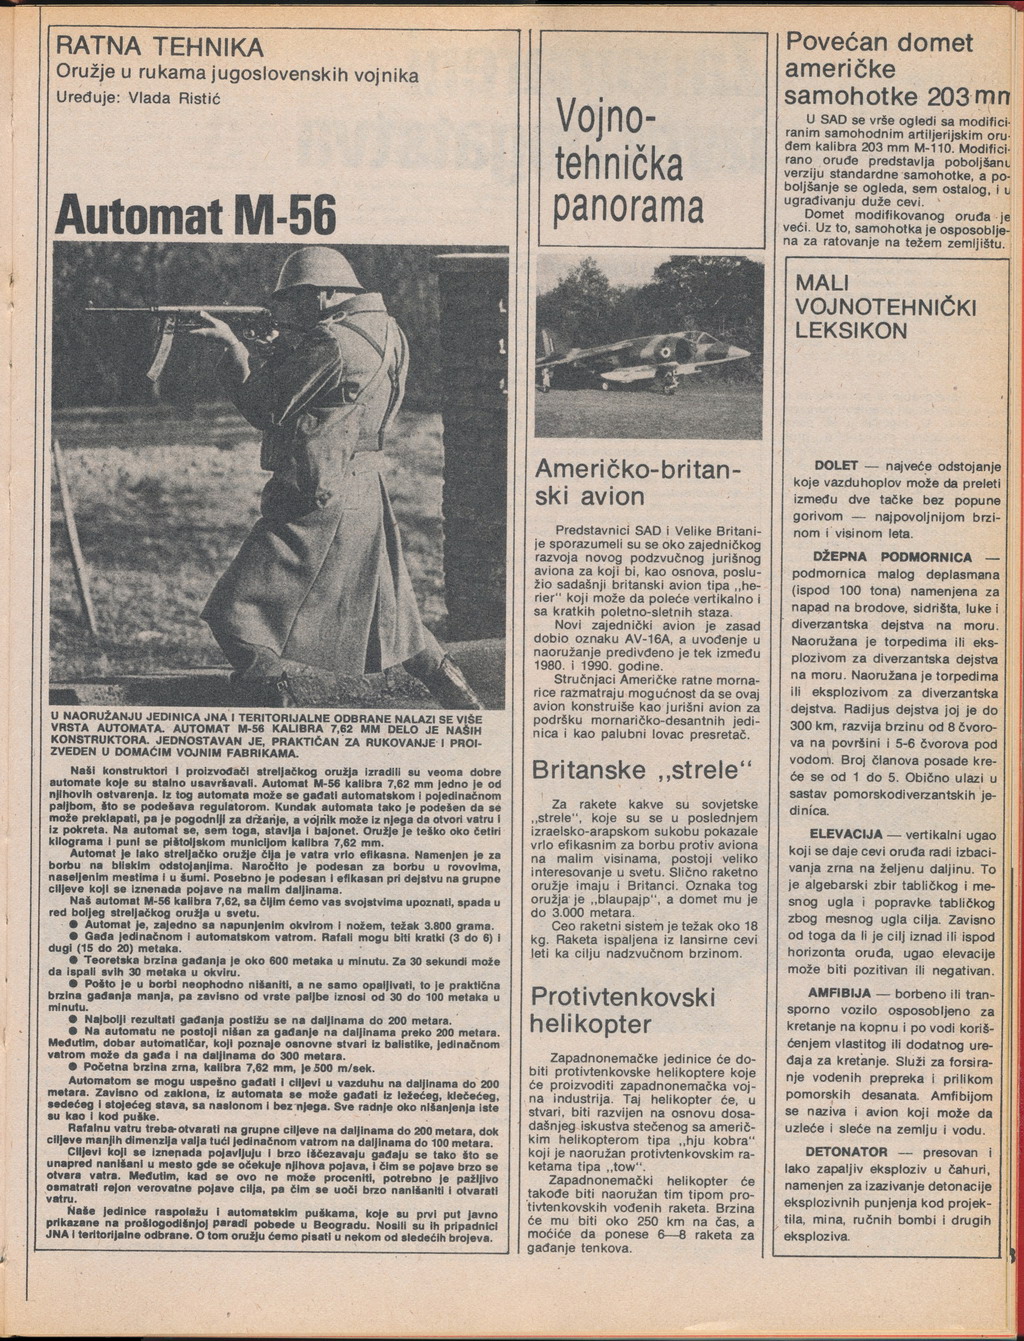 RATNA TEHNIKA
Oružje u rukama jugoslovenskih vojnika
Uređuje: Vlada Ristić
Automat M-56
U NAORUŽANJU JEDINICA JNA I TERITORIJALNE ODBRANE NALAZI SE VIŠE
VRSTA AUTOMATA. AUTOMAT M-56 KALIBRA 7,62 MM DELO JE NAŠIH
KONSTRUKTORA. JEDNOSTAVAN JE, PRAKTIČAN ZA RUKOVANJE I PROI-
ZVEDEN U DOMAĆIM VOJNIM FABRIKAMA.
Naši konstruktori i proizvođači streljačkog oružja izradili su veoma dobre
automate koje su stalno usavršavali. Automat M-56 kalibra 7,62 mm jedno je od
njihovih ostvarenja. Iz tog automata može se gađati automatskom i pojedinačnom
paljbom, što se podešava regulatorom. Kundak automata tako je podešen da se
može preklapati, pa je pogodniji za držanje, a vojnik može iz njega da otvori vatru i
iz pokreta. Na automat se, sem toga, stavlja i bajonet. Oružje je teško oko četiri
kilograma i puni se pištoljskom municijom kalibra 7,62 mm.
Automat je lako streljačko oružje čija je vatra vrlo efikasna. Namenjen je za
borbu na bliskim odstojanjima. Naročito je podesan za borbu u rovovima,
naseljenim mestima i u šumi. Posebno je podesan i efikasan pri dejstvu na grupne
ciljeve koji se iznenada pojave na malim daljinama.
Naš automat M-56 kalibra 7,62, sa čijim ćemo vas svojstvima upoznati, spada u
red boljeg streljačkog oružja u svetu.
● Automat je, zajedno sa napunjenim okvirom i nožem, težak 3.800 grama.
● Gađa jedinačnom i automatskom vatrom. Rafali mogu biti kratki (3 do 6) i
dugi (15 do 20) metaka.
● Teoretska brzina gađanja je oko 600 metaka u minutu. Za 30 sekundi može
da ispali svih 30 metaka u okviru.
● Pošto je u borbi neophodno nišaniti, a ne samo opaljivati, to je praktična
brzina gađanja manja, pa zavisno od vrste paljbe iznosi od 30 do 100 metaka u
minutu.
● Najbolji rezultati gađanja postižu se na daljinama do 200 metara.
● Na automatu ne postoji nišan za gađanje na daljinama preko 200 metara.
Međutim, dobar automatičar, koji poznaje osnovne stvari iz balistike, jedinačnom
vatrom može da gađa i na daljinama do 300 metara.
● Početna brzina zrna, kalibra 7,62 mm, je 500 m/sek.
Automatom se mogu uspešno gađati i ciljevi u vazduhu na daljinama do 200
metara. Zavisno od zaklona, iz automata se može gađati iz ležećeg, klečećeg,
sedećeg i stojećeg stava, sa naslonom i bez njega. Sve radnje oko nišanjenja iste
su kao i kod puške.
Rafalnu vatru treba otvarati na grupne ciljeve na daljinama do 200 metara, dok
ciljeve manjih dimenzija valja tući jedinačnom vatrom na daljinama do 100 metara.
Ciljevi koji se iznenada pojavljuju i brzo iščezavaju gađaju se tako što se
unapred nanišani u mesto gde se očekuje njihova pojava, i čim se pojave brzo se
otvara vatra. Međutim, kad se ovo ne može proceniti, potrebno je pažljivo
osmatrati rejon verovatne pojave cilja, pa čim se uoči brzo nanišaniti i otvarati
vatru.
Naše jedinice raspolažu i automatskim puškama, koje su prvi put javno
prikazane na prošlogodišnjoj paradi pobede u Beogradu. Nosili su ih pripadnici
JNA i teritorijalne odbrane. O tom oružju ćemo pisati u nekom od sledećih brojeva.
Vojno-
tehnička
panorama
Američko-britan-
ski avion
Predstavnici SAD i Velike Britani-
je sporazumeli su se oko zajedničkog
razvoja novog podzvučnog jurišnog
aviona za koji bi, kao osnova, poslu-
žio sadašnji britanski avion tipa „he-
rier" koji može da poleće vertikalno i
sa kratkih poletno-sletnih staza.
Novi zajednički avion je zasad
dobio oznaku AV-16A, a uvođenje u
naoružanje predivđeno je tek između
1980. i 1990. godine.
Stručnjaci Američke ratne morna-
rice razmatraju mogućnost da se ovaj
avion konstruiše kao jurišni avion za
podršku mornaričko-desantnih jedi-
nica i kao palubni lovac presretač.
Britanske „strele"
Za rakete kakve su sovjetske
„strele", koje su se u poslednjem
izraelsko-arapskom sukobu pokazale
vrlo efikasnim za borbu protiv aviona
na malim visinama, postoji veliko
interesovanje u svetu. Slično raketno
oružje imaju i Britanci. Oznaka tog
oružja je „blaupajp", a domet mu je
do 3.000 metara.
Ceo raketni sistem je težak oko 18
kg. Raketa ispaljena iz lansirne cevi
leti ka cilju nadzvučnom brzinom.
Protivtenkovski
helikopter
Zapadnonemačke jedinice će do-
biti protivtenkovske helikoptere koje
će proizvoditi zapadnonemačka voj-
na industrija. Taj helikopter će, u
stvari, biti razvijen na osnovu dosa-
dašnjeg iskustva stečenog sa američ-
kim helikopterom tipa „hju kobra"
koji je naoružan protivtenkovskim ra-
ketama tipa „tow".
Zapadnonemački helikopter će
takođe biti naoružan tim tipom pro-
tivtenkovskih vođenih raketa. Brzina
će mu biti oko 250 km na čas, a
moćiće da ponese 6—8 raketa za
gađanje tenkova.
Povećan domet
američke
samohotke 203 mm
U SAD se vrše ogledi sa modifici-
ranim samohodnim artiljerijskim oru-
đem kalibra 203 mm M-110. Modifici-
rano oruđe predstavlja poboljšanu
verziju standardne samohotke, a po-
boljšanje se ogleda, sem ostalog, i u
ugrađivanju duže cevi.
Domet modifikovanog oruđa je
veći. Uz to, samohotka je osposoblje-
na za ratovanje na težem zemljištu.
MALI
VOJNOTEHNIČKI
LEKSIKON
DOLET — najveće odstojanje
koje vazduhoplov može da preleti
između dve tačke bez popune
gorivom — najpovoljnijom brzi-
nom i visinom leta.
DŽEPNA PODMORNICA —
podmornica malog deplasmana
(ispod 100 tona) namenjena za
napad na brodove, sidrišta, luke i
diverzantska dejstva na moru.
Naoružana je torpedima ili eks-
plozivom za diverzantska dejstva
na moru. Naoružana je torpedima
ili eksplozivom za diverzantska
dejstva. Radijus dejstva joj je do
300 km, razvija brzinu od 8 čvoro-
va na površini i 5-6 čvorova pod
vodom. Broj članova posade kre-
će se od 1 do 5. Obično ulazi u
sastav pomorskodiverzantskih je-
dinica.
ELEVACIJA — vertikalni ugao
koji se daje cevi oruđa radi izbaci-
vanja zrna na željenu daljinu. To
je algebarski zbir tabličkog i me-
snog ugla i popravke tabličkog
zbog mesnog ugla cilja. Zavisno
od toga da li je cilj iznad ili ispod
horizonta oruđa, ugao elevacije
može biti pozitivan ili negativan.
AMFIBIJA — borbeno ili tran-
sporno vozilo osposobljeno za
kretanje na kopnu i po vodi koriš-
ćenjem vlastitog ili dodatnog ure-
đaja za kretanje. Služi za forsira-
nje vodenih prepreka i prilikom
pomorskih desanata. Amfibijom
se naziva i avion koji može da
uzleće i sleće na zemlju i vodu.
DETONATOR — presovan i
lako zapaljiv eksploziv u čahuri,
namenjen za izazivanje detonacije
eksplozivnih punjenja kod projek-
tila, mina, ručnih bombi i drugih
eksploziva.